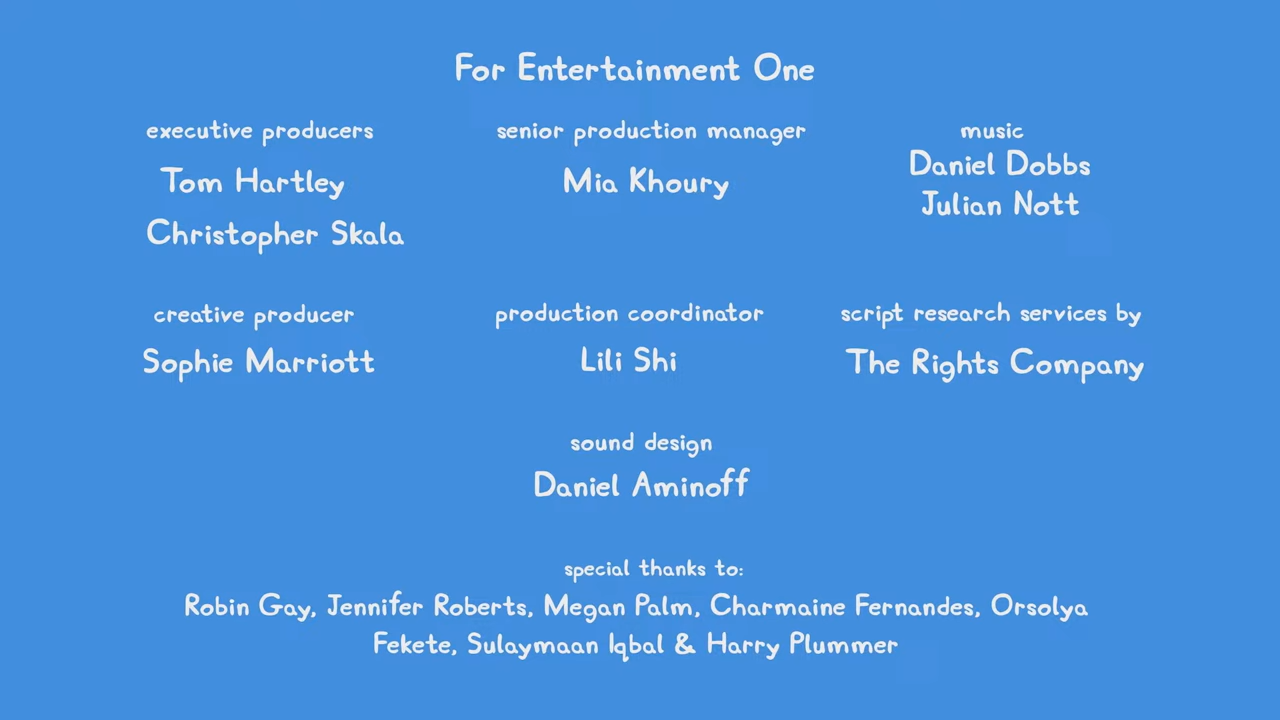 For Entertainment One
executive producers
Tom Hartley
Christopher Skala
senior production manager
Mia Khoury
music
Daniel Dobbs
Julian Nott
creative producer
Sophie Marriott
production coordinator
Lili Shi
script research services by
The Rights Company
sound design
Daniel Aminoff
special thanks to:
Robin Gay, Jennifer Roberts, Megan Palm, Charmaine Fernandes, Orsolya
Fekete, Sulaymaan Iqbal & Harry Plummer